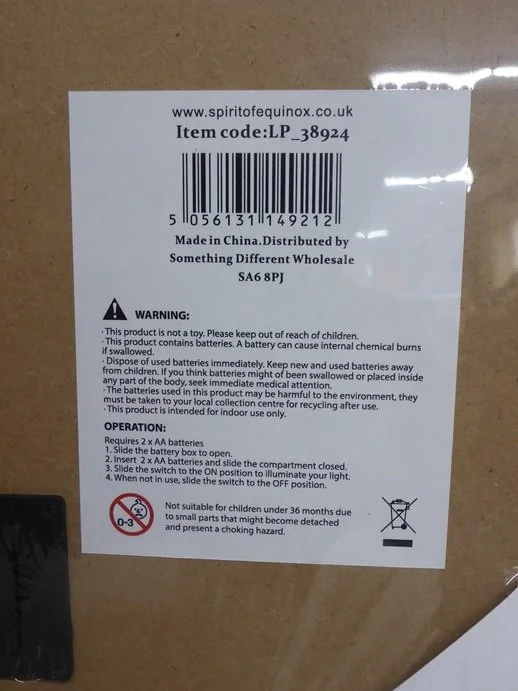 www.spiritofequinox.co.uk
Item code:LP_38924
5 056131 149212
Made in China.Distributed by
Something Different Wholesale
SA6 8PJ
WARNING:
·This product is not a toy. Please keep out of reach of children.
·This product contains batteries. A battery can cause internal chemical burns
if swallowed.
·Dispose of used batteries immediately. Keep new and used batteries away
from children. If you think batteries might of been swallowed or placed inside
any part of the body, seek immediate medical attention.
·The batteries used in this product may be harmful to the environment, they
must be taken to your local collection centre for recycling after use.
·This product is intended for indoor use only.
OPERATION:
Requires 2 x AA batteries
1. Slide the battery box to open.
2. Insert 2 x AA batteries and slide the compartment closed.
3. Slide the switch to the ON position to illuminate your light.
4. When not in use, slide the switch to the OFF position.
0-3
Not suitable for children under 36 months due
to small parts that might become detached
and present a choking hazard.